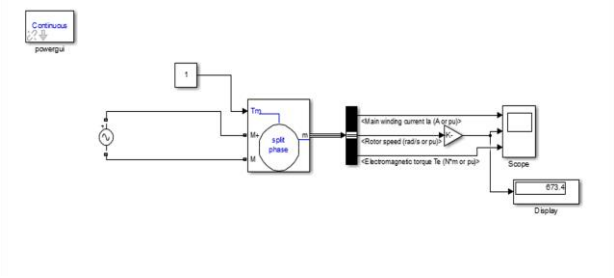 Continuous
powergui
1
Tm
M+
M
split
phase
m
<Main winding current Ia (A or pu)>
<Rotor speed (rad/s or pu)>
-K-
<Electromagnetic torque Te (N*m or pu)>
Scope
673.4
Display